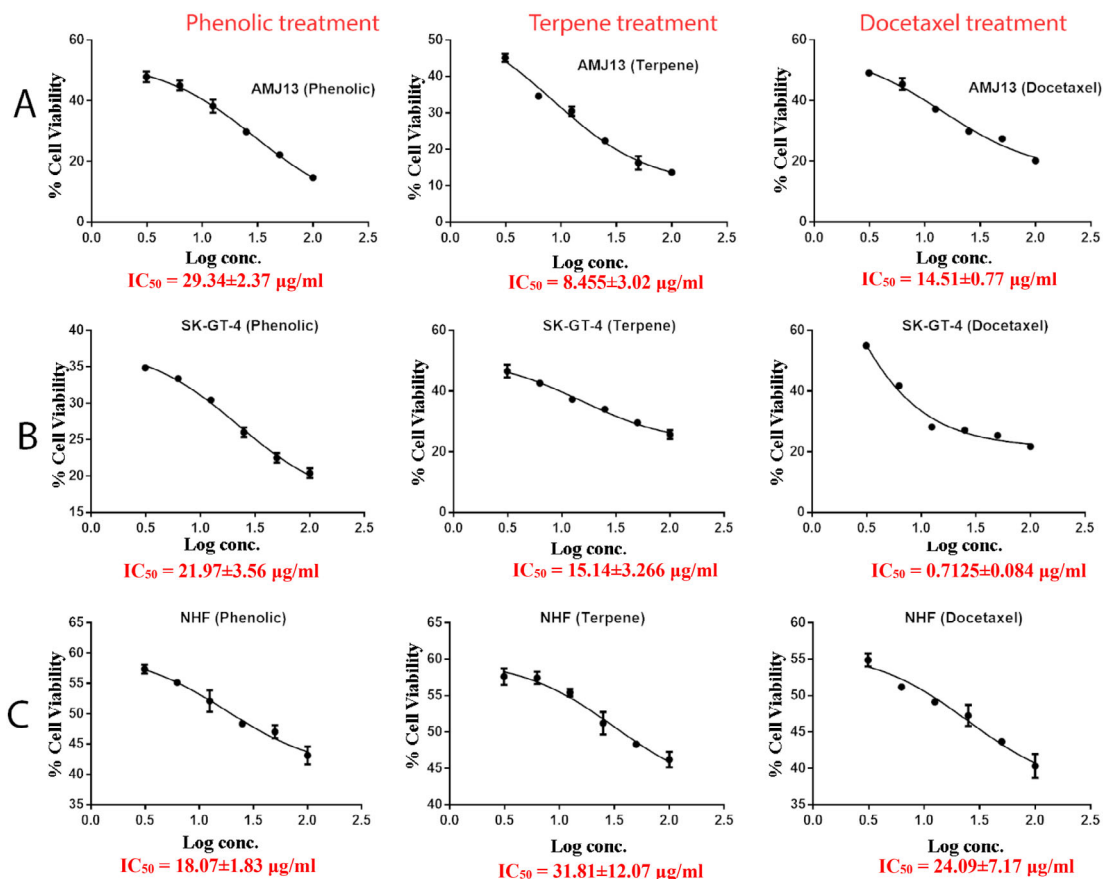 Phenolic treatment
Terpene treatment
Docetaxel treatment
A
% Cell Viability
60
40
20
0
AMJ13 (Phenolic)
0.0 0.5 1.0 1.5 2.0 2.5
Log conc.
IC₅₀ = 29.34±2.37 µg/ml
% Cell Viability
50
40
30
20
10
0
AMJ13 (Terpene)
0.0 0.5 1.0 1.5 2.0 2.5
Log conc.
IC₅₀ = 8.455±3.02 µg/ml
% Cell Viability
60
40
20
0
AMJ13 (Docetaxel)
0.0 0.5 1.0 1.5 2.0 2.5
Log conc.
IC₅₀ = 14.51±0.77 µg/ml
B
SK-GT-4 (Phenolic)
% Cell Viability
40
35
30
25
20
15
0.0 0.5 1.0 1.5 2.0 2.5
Log conc.
IC₅₀ = 21.97±3.56 µg/ml
SK-GT-4 (Terpene)
% Cell Viability
60
40
20
0
0.0 0.5 1.0 1.5 2.0 2.5
Log conc.
IC₅₀ = 15.14±3.266 µg/ml
SK-GT-4 (Docetaxel)
% Cell Viability
60
40
20
0
0.0 0.5 1.0 1.5 2.0 2.5
Log conc.
IC₅₀ = 0.7125±0.084 µg/ml
C
NHF (Phenolic)
% Cell Viability
65
60
55
50
45
40
35
0.0 0.5 1.0 1.5 2.0 2.5
Log conc.
IC₅₀ = 18.07±1.83 µg/ml
NHF (Terpene)
% Cell Viability
65
60
55
50
45
40
0.0 0.5 1.0 1.5 2.0 2.5
Log conc.
IC₅₀ = 31.81±12.07 µg/ml
NHF (Docetaxel)
% Cell Viability
60
55
50
45
40
35
0.0 0.5 1.0 1.5 2.0 2.5
Log conc.
IC₅₀ = 24.09±7.17 µg/ml